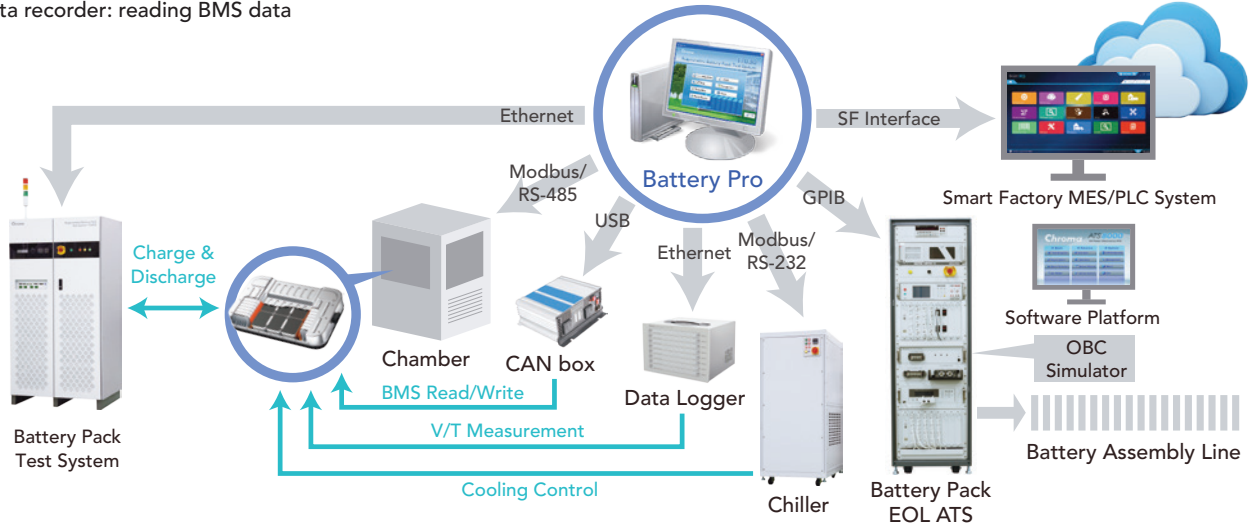 ta recorder: reading BMS data
Ethernet
SF Interface
Battery Pro
Modbus/
RS-485
USB
Ethernet
Modbus/
RS-232
GPIB
Smart Factory MES/PLC System
Charge &
Discharge
Chroma
Software Platform
OBC
Simulator
Chamber
CAN box
Data Logger
BMS Read/Write
V/T Measurement
Cooling Control
Battery Pack
Test System
Chiller
Battery Pack
EOL ATS
Battery Assembly Line